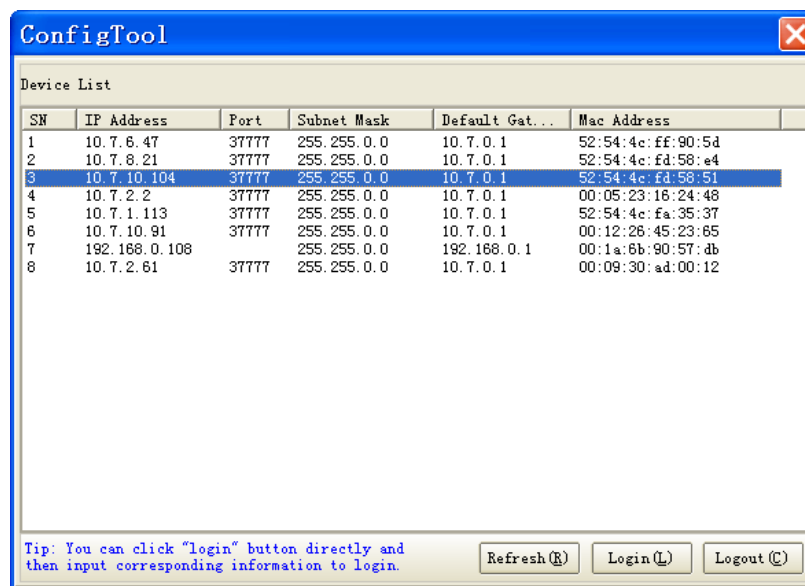 ConfigTool
Device List
SN IP Address Port Subnet Mask Default Gat... Mac Address
1 10.7.6.47 37777 255.255.0.0 10.7.0.1 52:54:4c:ff:90:5d
2 10.7.8.21 37777 255.255.0.0 10.7.0.1 52:54:4c:fd:58:e4
3 10.7.10.104 37777 255.255.0.0 10.7.0.1 52:54:4c:fd:58:51
4 10.7.2.2 37777 255.255.0.0 10.7.0.1 00:05:23:16:24:48
5 10.7.1.113 37777 255.255.0.0 10.7.0.1 52:54:4c:fa:35:37
6 10.7.10.91 37777 255.255.0.0 10.7.0.1 00:12:26:45:23:65
7 192.168.0.108 255.255.0.0 192.168.0.1 00:1a:6b:90:57:db
8 10.7.2.61 37777 255.255.0.0 10.7.0.1 00:09:30:ad:00:12
Tip: You can click "login" button directly and
then input corresponding information to login.
Refresh(R) Login(L) Logout(C)